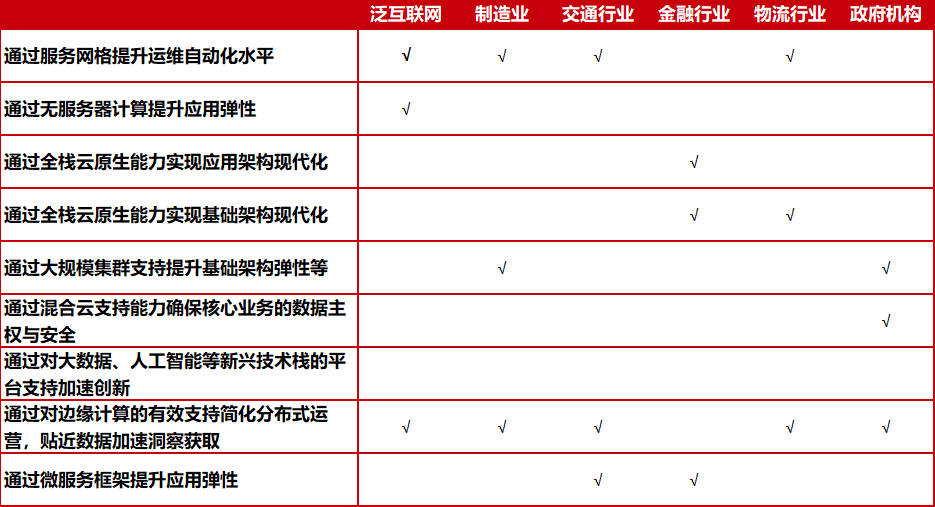 泛互联网 制造业 交通行业 金融行业 物流行业 政府机构
通过服务网格提升运维自动化水平 √ √ √ √
通过无服务器计算提升应用弹性 √
通过全栈云原生能力实现应用架构现代化 √
通过全栈云原生能力实现基础架构现代化 √ √
通过大规模集群支持提升基础架构弹性等 √ √
通过混合云支持能力确保核心业务的数据主
权与安全 √
通过对大数据、人工智能等新兴技术栈的平
台支持加速创新
通过对边缘计算的有效支持简化分布式运
营，贴近数据加速洞察获取 √ √ √ √ √
通过微服务框架提升应用弹性 √ √